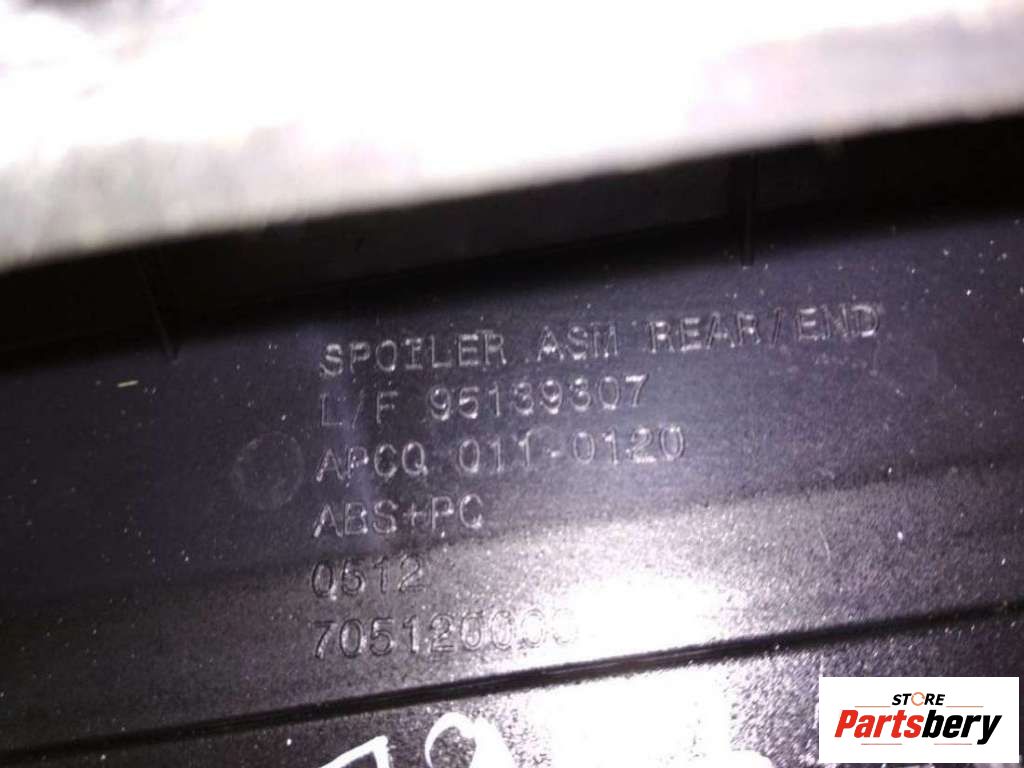 SPOILER ASM REAR/END
L/F 95139307
APCQ 011-0120
ABS+PC
0512
STORE
Partsbery